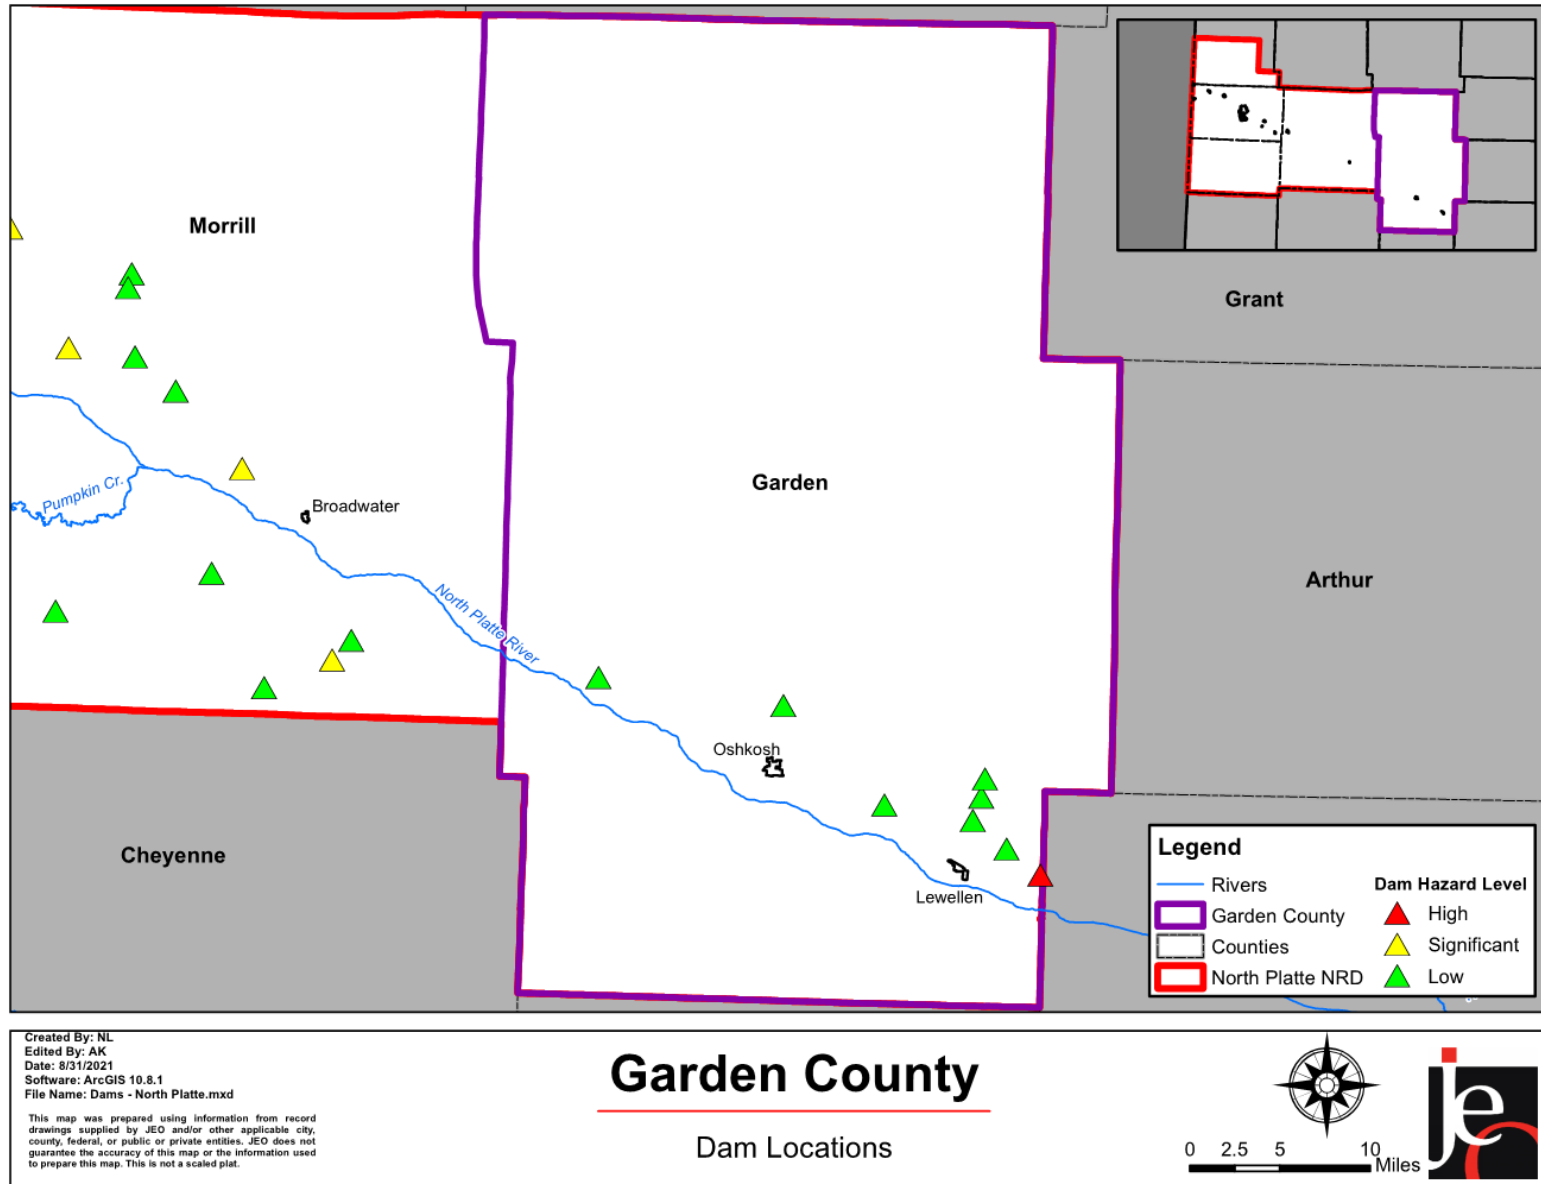 Morrill
Grant
Garden
Pumpkin Cr.
Broadwater
Arthur
North Platte River
Oshkosh
Cheyenne
Lewellen
Legend
Rivers
Garden County
Counties
North Platte NRD
Dam Hazard Level
High
Significant
Low
Created By: NL
Edited By: AK
Date: 8/31/2021
Software: ArcGIS 10.8.1
File Name: Dams - North Platte.mxd
This map was prepared using information from record
drawings supplied by JEO and/or other applicable city,
county, federal, or public or private entities. JEO does not
guarantee the accuracy of this map or the information used
to prepare this map. This is not a scaled plat.
Garden County
Dam Locations
0 2.5 5 10
Miles
jeo